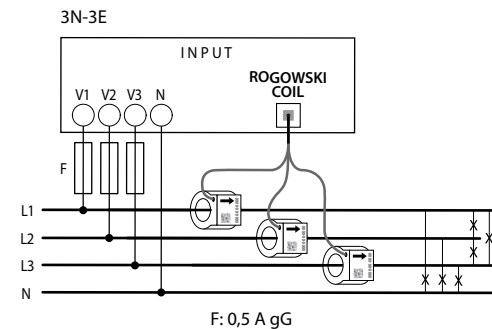 3N-3E
INPUT
ROGOWSKI
COIL
V1 V2 V3 N
F
L1
L2
L3
N
F: 0,5 A gG